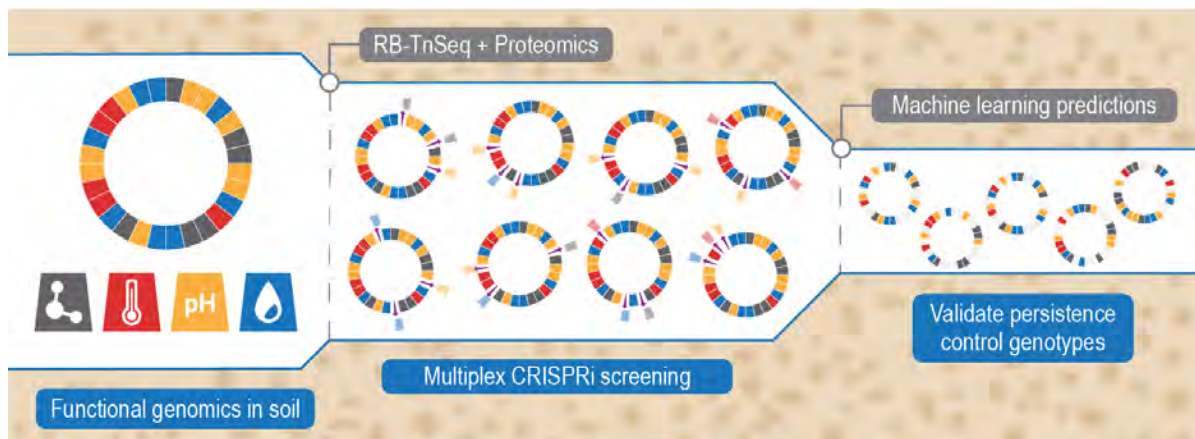 RB-TnSeq + Proteomics
Machine learning predictions
pH
Functional genomics in soil
Multiplex CRISPRi screening
Validate persistence
control genotypes